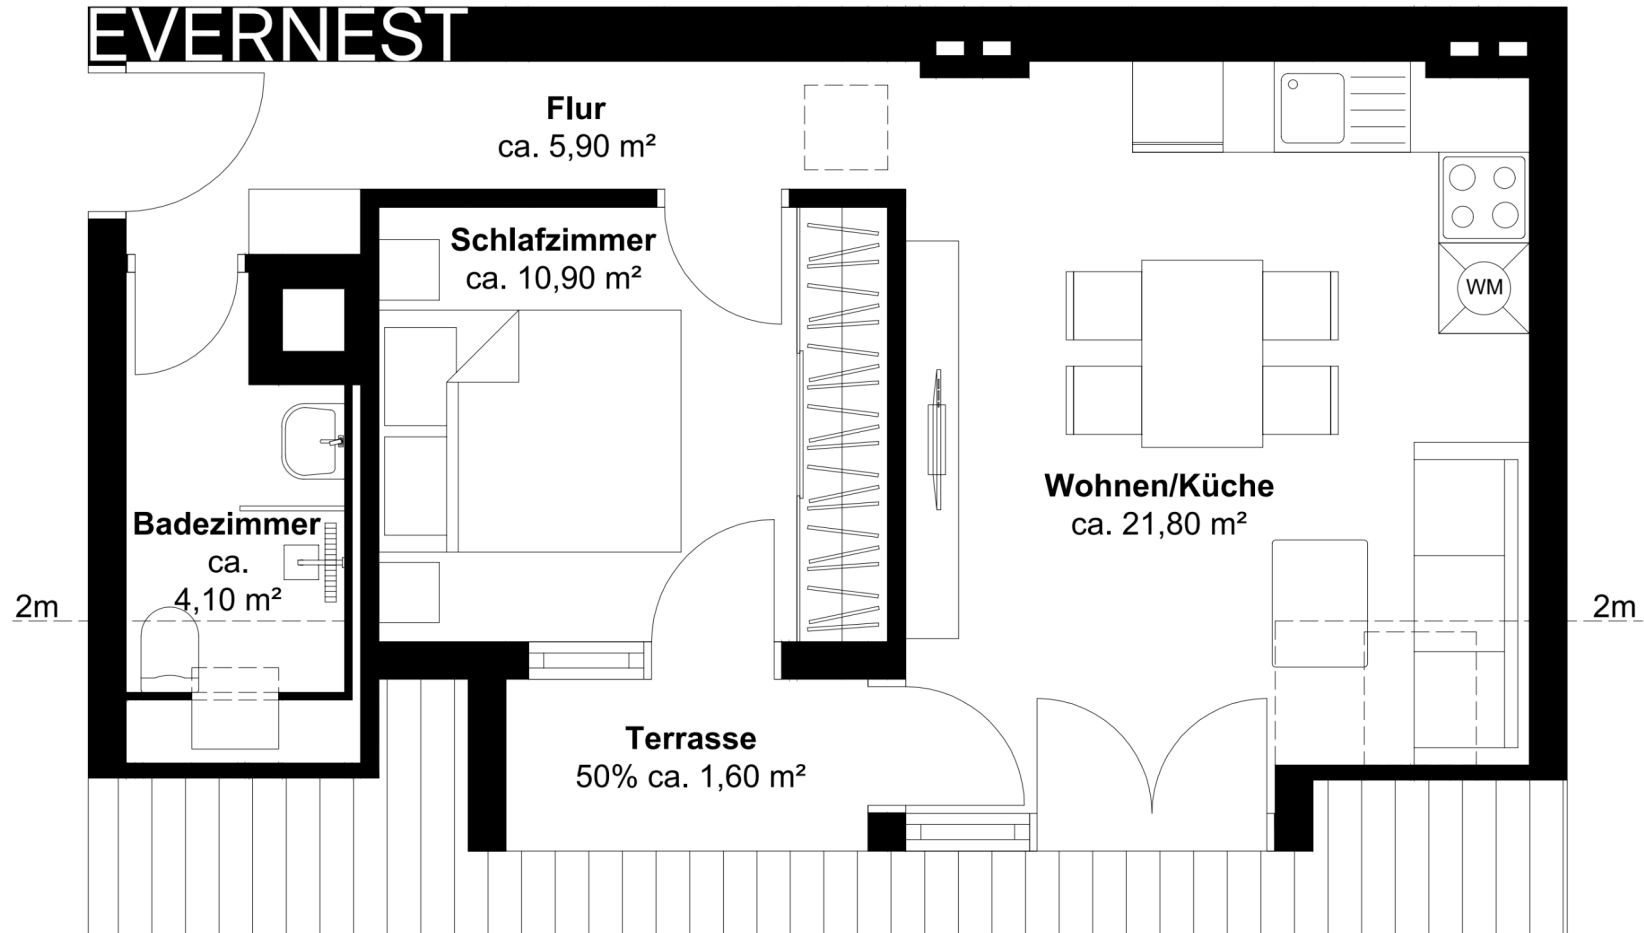 EVERNEST
Flur
ca. 5,90 m²
Schlafzimmer
ca. 10,90 m²
WM
Wohnen/Küche
ca. 21,80 m²
Badezimmer
ca.
4,10 m²
2m
2m
Terrasse
50% ca. 1,60 m²